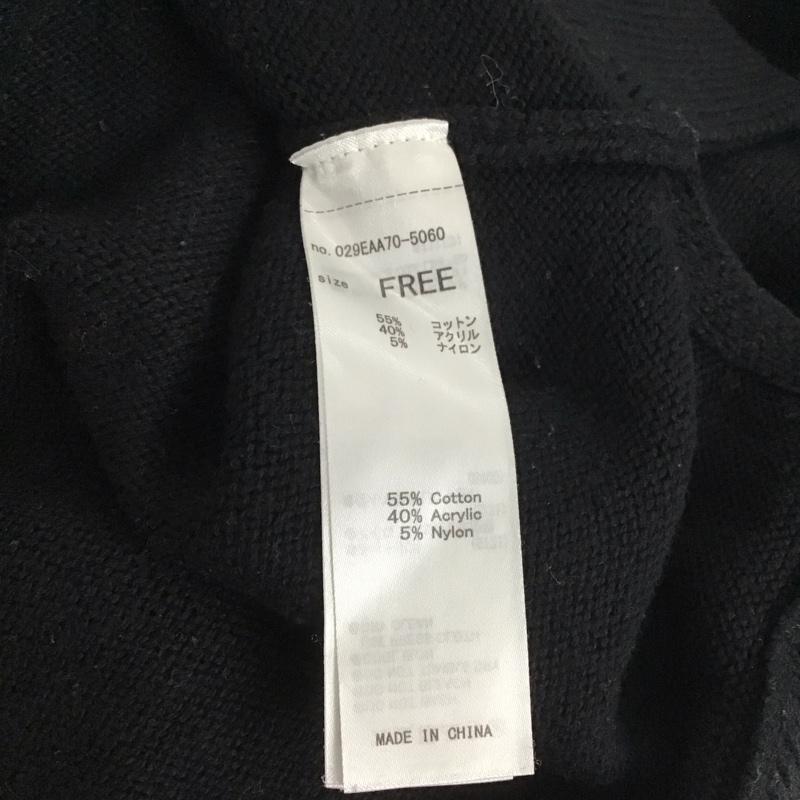 no. 029EAA70-5060
size FREE
55% コットン
40% アクリル
5% ナイロン
55% Cotton
40% Acrylic
5% Nylon
MADE IN CHINA